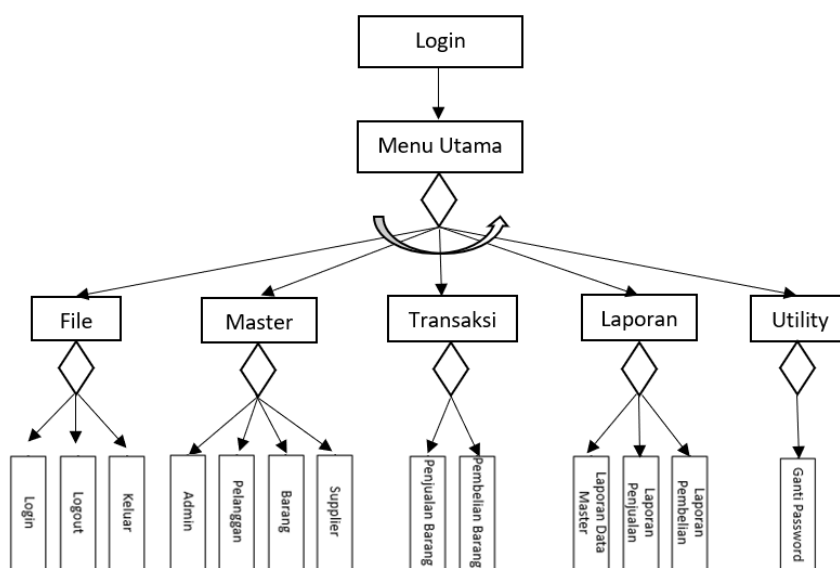 Login
Menu Utama
File
Master
Transaksi
Laporan
Utility
Login
Logout
Keluar
Admin
Pelanggan
Barang
Supplier
Penjualan Barang
Pembelian Barang
Laporan Data
Master
Laporan
Penjualan
Laporan
Pembelian
Ganti Password